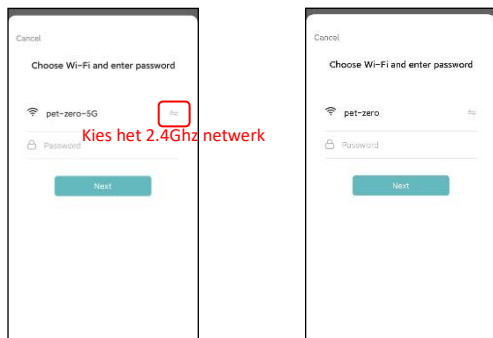 Cancel
Choose Wi-Fi and enter password
pet-zero-5G
Password
Kies het 2.4Ghz netwerk
Next
Cancel
Choose Wi-Fi and enter password
pet-zero
Password
Next